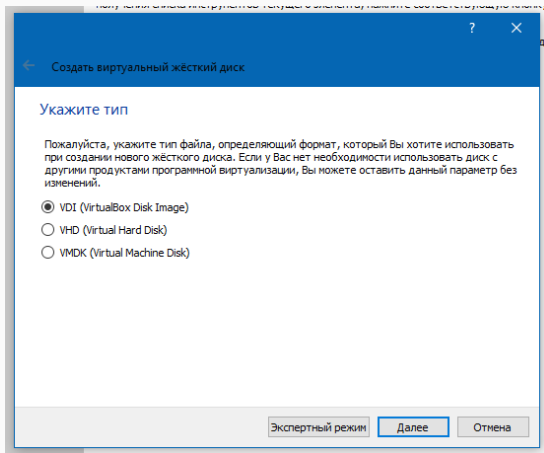 ?
Создать виртуальный жёсткий диск
Укажите тип
Пожалуйста, укажите тип файла, определяющий формат, который Вы хотите использовать
при создании нового жёсткого диска. Если у Вас нет необходимости использовать диск с
другими продуктами программной виртуализации, Вы можете оставить данный параметр без
изменений.
VDI (VirtualBox Disk Image)
VHD (Virtual Hard Disk)
VMDK (Virtual Machine Disk)
Экспертный режим Далее Отмена